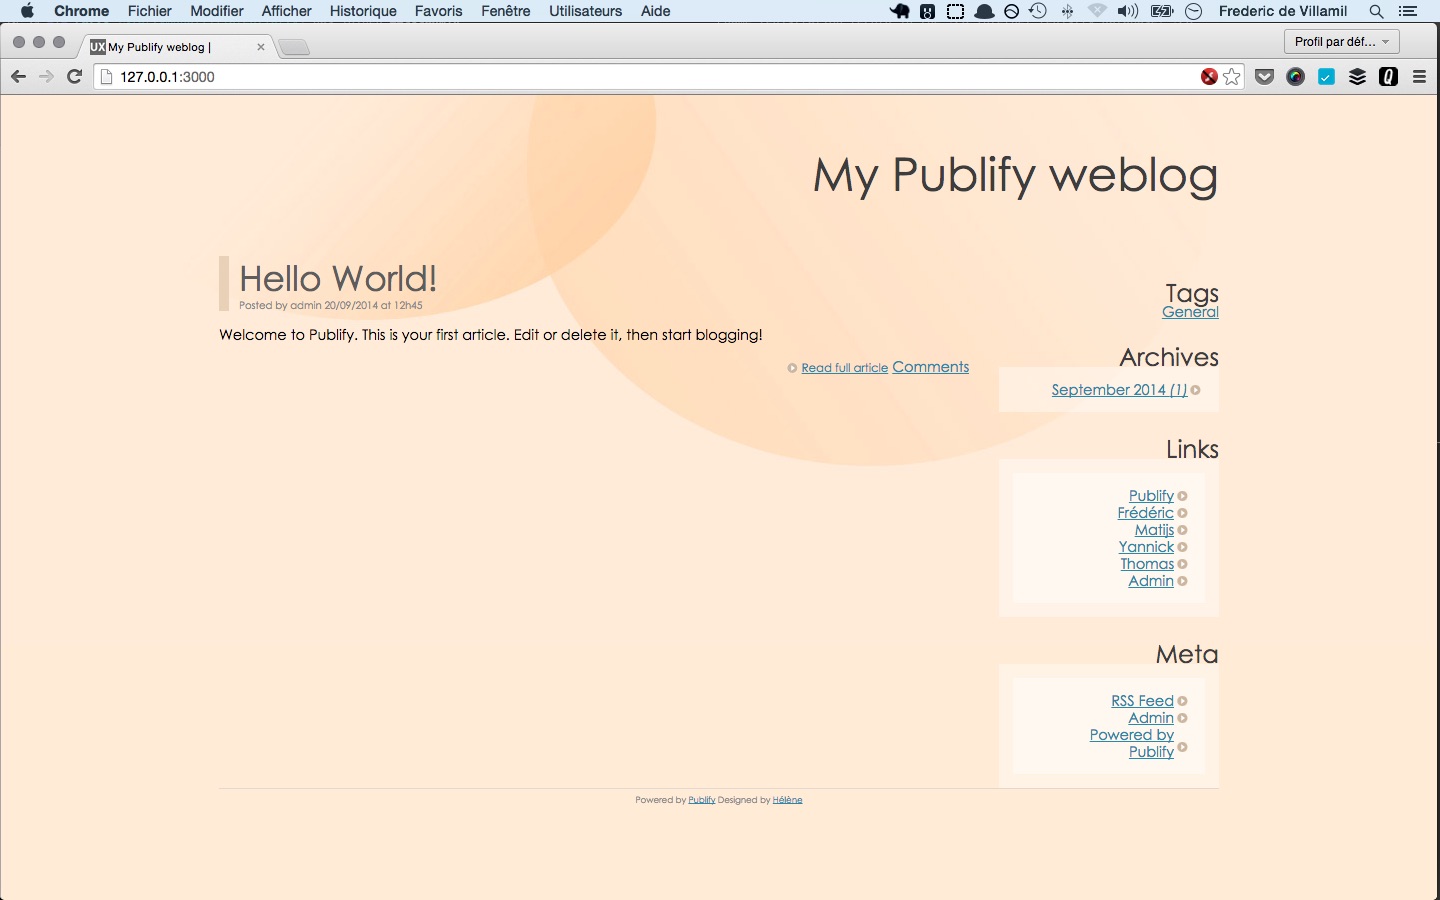 Chrome Fichier Modifier Afficher Historique Favoris Fenêtre Utilisateurs Aide Frederic de Villamil
UX My Publify weblog |
Profil par déf...
127.0.0.1:3000
My Publify weblog
Hello World!
Posted by admin 20/09/2014 at 12h45
Welcome to Publify. This is your first article. Edit or delete it, then start blogging!
Read full article Comments
Tags
General
Archives
September 2014 (1)
Links
Publify
Frédéric
Matijs
Yannick
Thomas
Admin
Meta
RSS Feed
Admin
Powered by
Publify
Powered by Publify Designed by Hélène